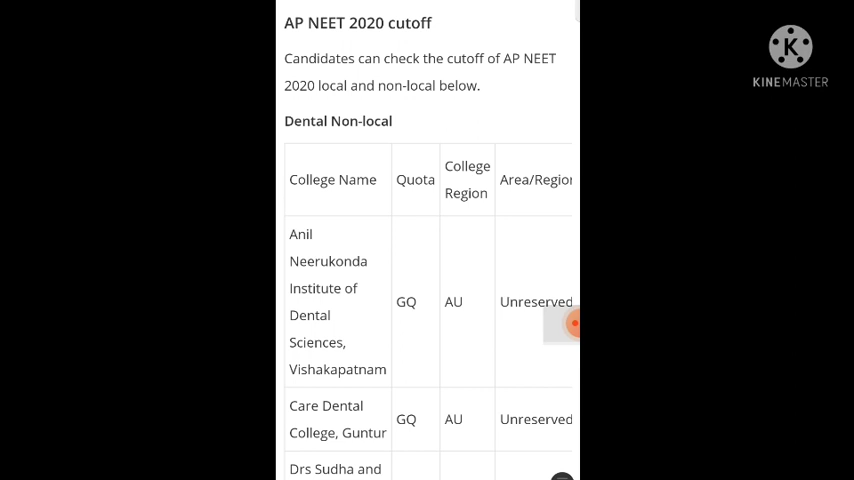 AP NEET 2020 cutoff
Candidates can check the cutoff of AP NEET
2020 local and non-local below.
Dental Non-local
College Name
Quota
College
Region
Area/Region
Anil
Neerukonda
Institute of
Dental
Sciences,
Vishakapatnam
GQ
AU
Unreserved
Care Dental
College, Guntur
GQ
AU
Unreserved
Drs Sudha and
K
KINEMASTER